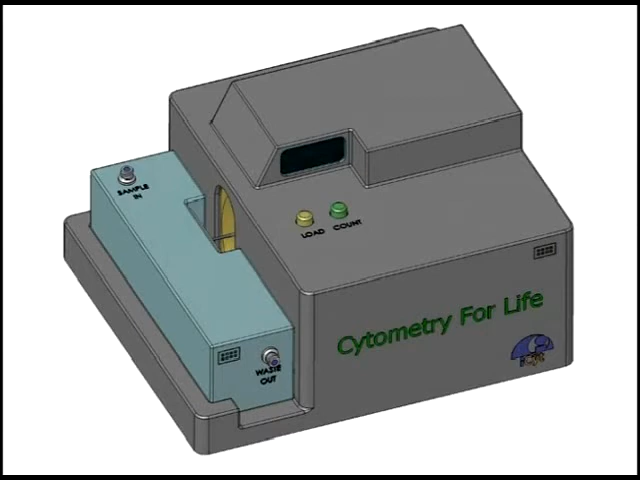 SAMPLE
IN
LOAD COUNT
Cytometry For Life
WASTE
OUT